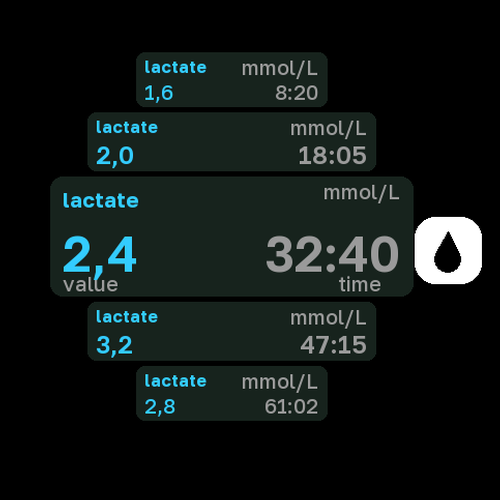 lactate mmol/L
1,6 8:20
lactate mmol/L
2,0 18:05
lactate mmol/L
2,4 32:40
value time
lactate mmol/L
3,2 47:15
lactate mmol/L
2,8 61:02